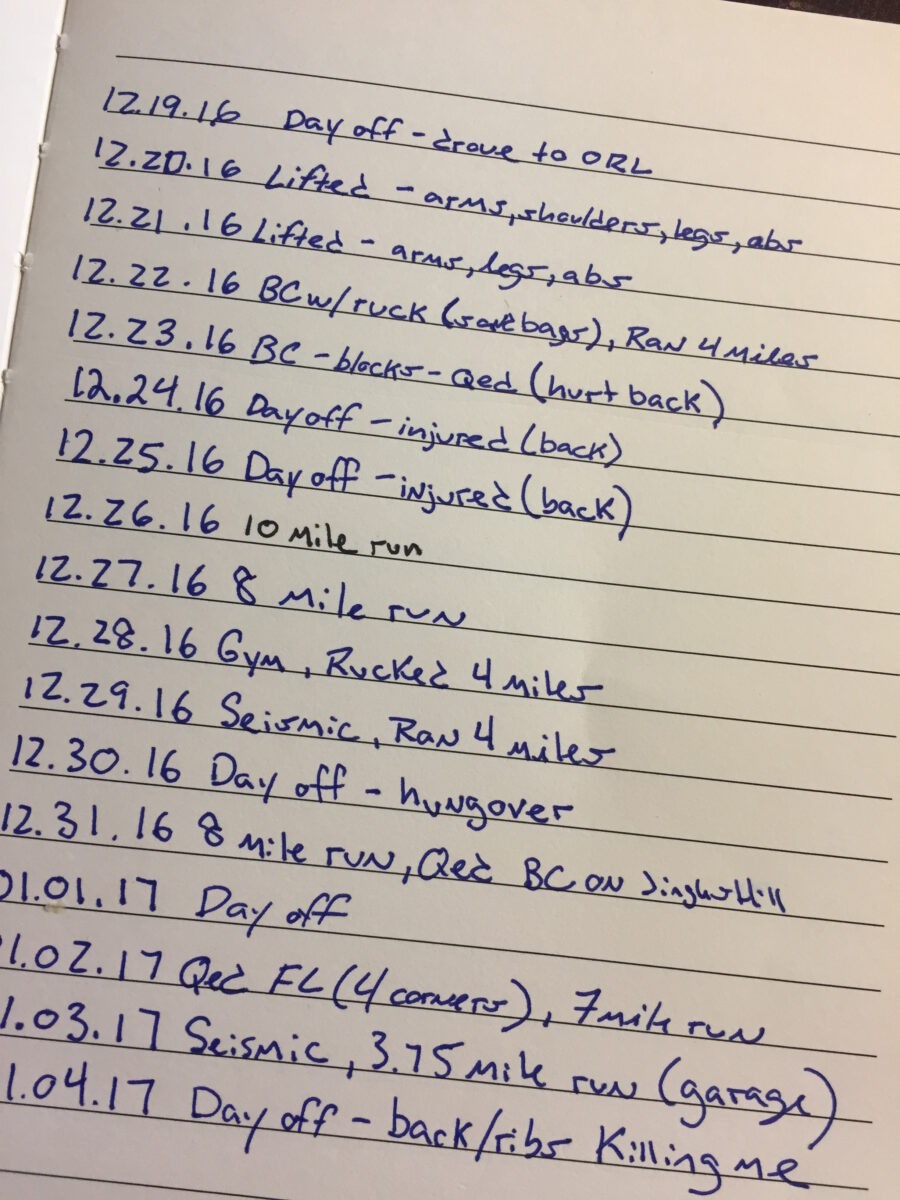 12.19.16 Day off - drove to ORL
12.20.16 Lifted - arms, shoulders, legs, abs
12.21.16 Lifted - arms, legs, abs
12.22.16 BC w/ruck (sandbags), Ran 4 miles
12.23.16 BC - blocks - Qed (hurt back)
12.24.16 Day off - injured (back)
12.25.16 Day off - injured (back)
12.26.16 10 mile run
12.27.16 8 mile run
12.28.16 Gym, Rucked 4 miles
12.29.16 Seismic, Ran 4 miles
12.30.16 Day off - hungover
12.31.16 8 mile run, Qed BC on Hill
01.01.17 Day off
1.02.17 Qed FL (4 corners), 7 mile run
1.03.17 Seismic, 3.75 mile run (garage)
1.04.17 Day off - back/ribs Killing me